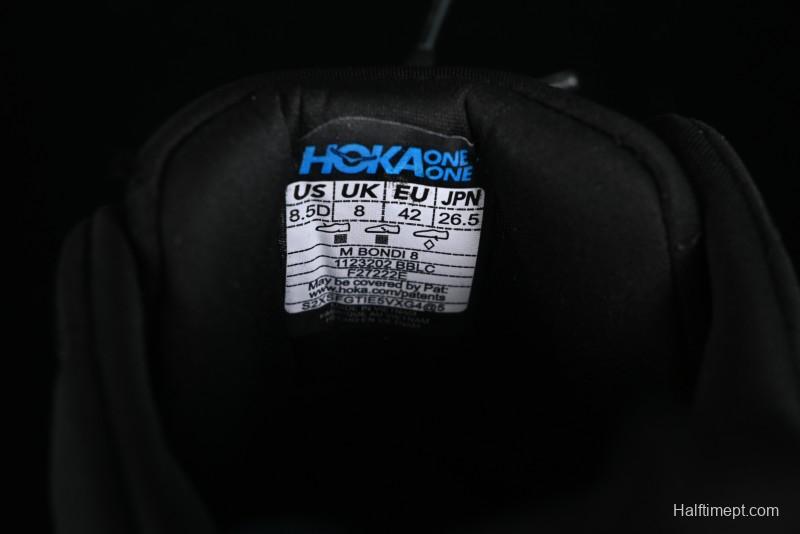 HOKA ONE ONE
US UK EU JPN
8.5D 8 42 26.5
M BONDI 8
1123202 BBLC
F27222E
May be covered by Pat:
www.hoka.com/patents
Halftimept.com